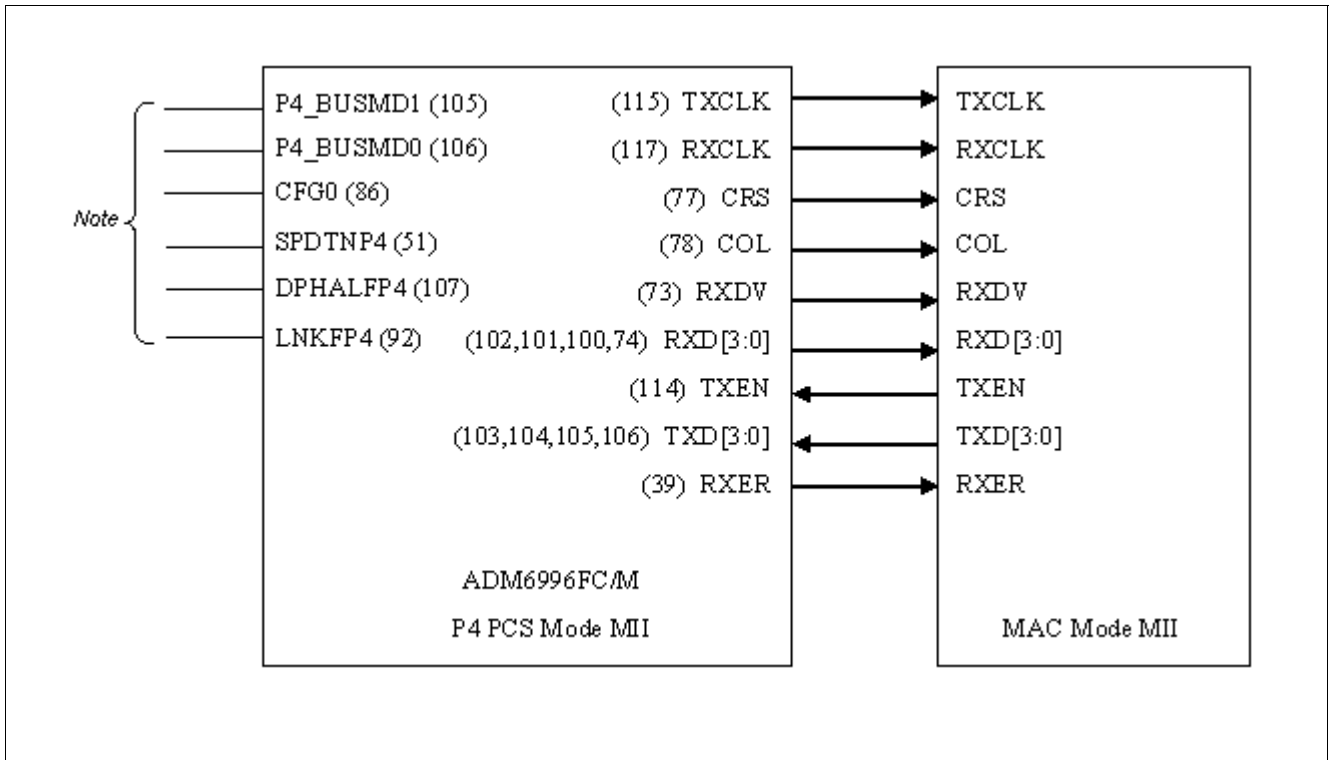 Note
P4_BUSMD1 (105)
P4_BUSMD0 (106)
CFG0 (86)
SPDTNP4 (51)
DPHALFP4 (107)
LNKFP4 (92)
(115) TXCLK
(117) RXCLK
(77) CRS
(78) COL
(73) RXDV
(102,101,100,74) RXD[3:0]
(114) TXEN
(103,104,105,106) TXD[3:0]
(39) RXER
ADM6996FC/M
P4 PCS Mode MII
TXCLK
RXCLK
CRS
COL
RXDV
RXD[3:0]
TXEN
TXD[3:0]
RXER
MAC Mode MII